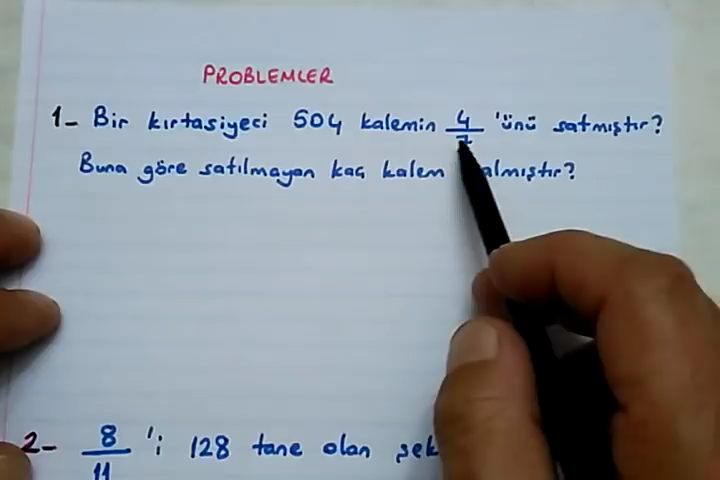 PROBLEMLER
1- Bir kırtasiyeci 504 kalemin 4/7 'ünü satmıştır?
Buna göre satılmayan kaç kalem
2- 8/11 'i 128 tane olan